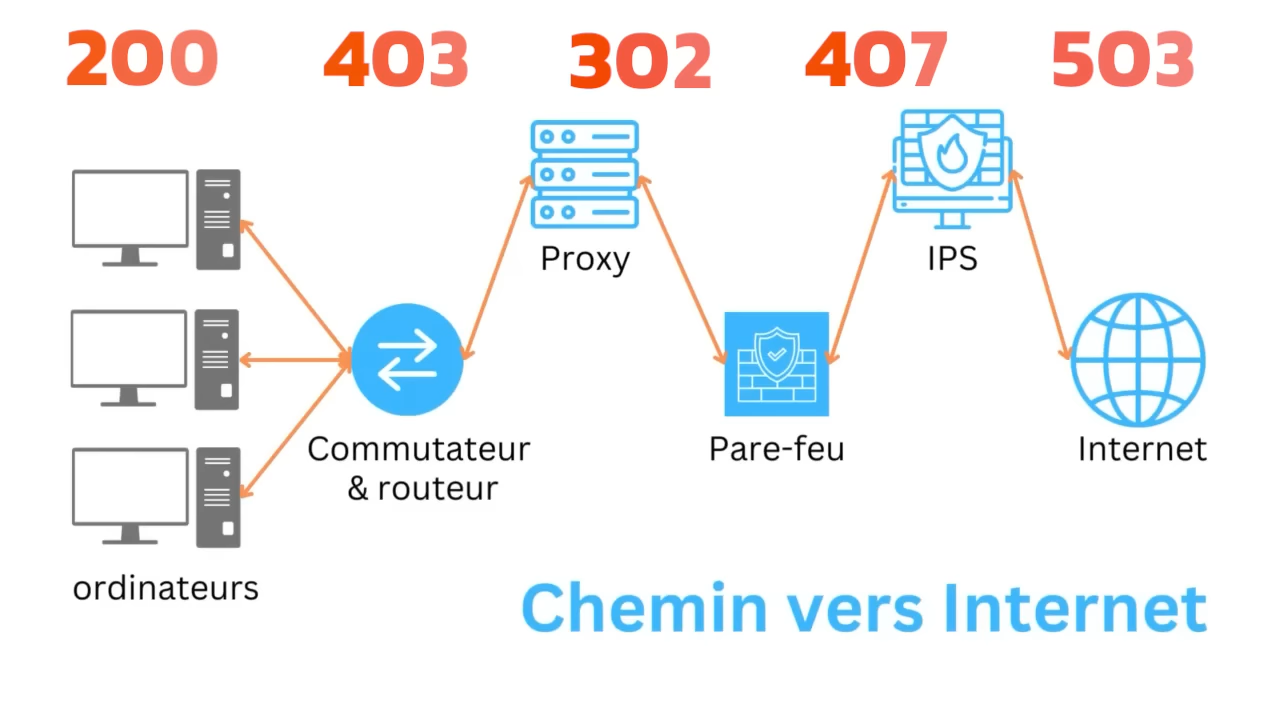 200 403 302 407 503
Proxy
IPS
Commutateur
& routeur
Pare-feu
Internet
ordinateurs
Chemin vers Internet